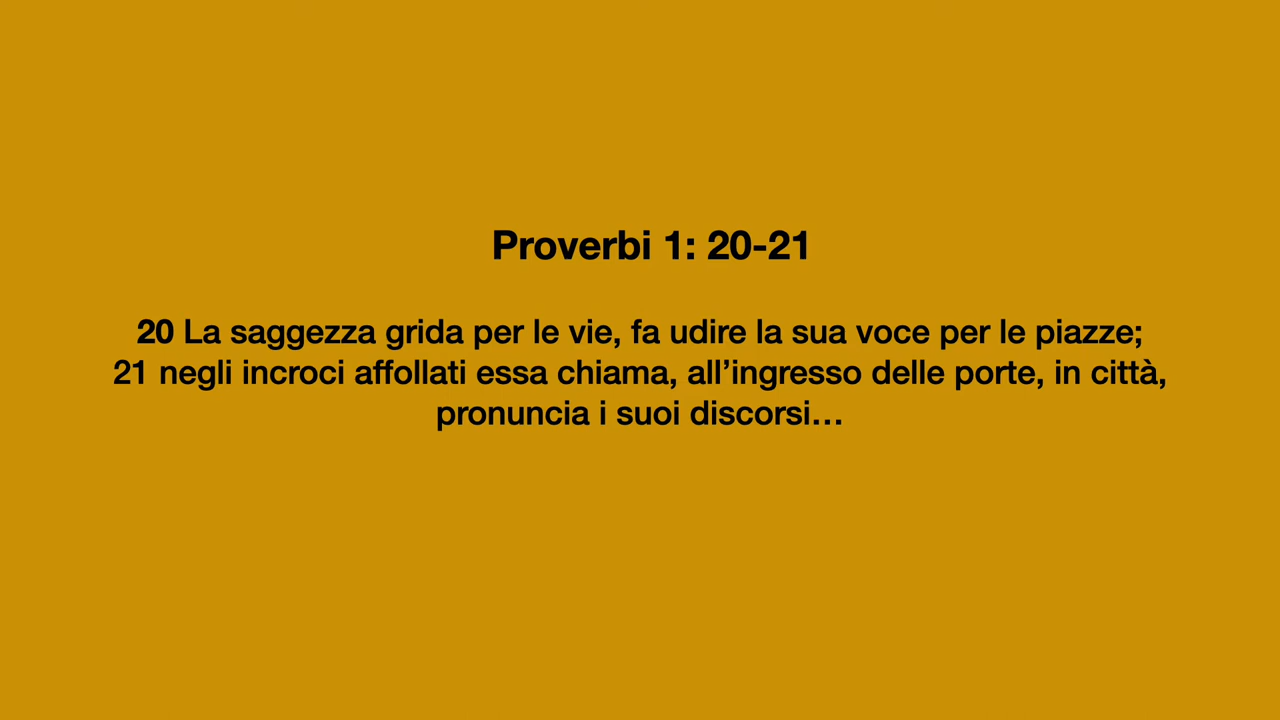 Proverbi 1: 20-21
20 La saggezza grida per le vie, fa udire la sua voce per le piazze;
21 negli incroci affollati essa chiama, all’ingresso delle porte, in città,
pronuncia i suoi discorsi…